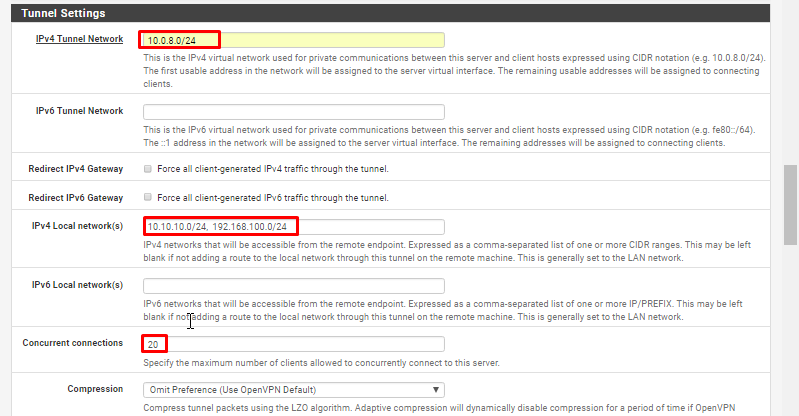 Tunnel Settings
IPv4 Tunnel Network
10.0.8.0/24
This is the IPv4 virtual network used for private communications between this server and client hosts expressed using CIDR notation (e.g. 10.0.8.0/24).
The first usable address in the network will be assigned to the server virtual interface. The remaining usable addresses will be assigned to connecting
clients.
IPv6 Tunnel Network
This is the IPv6 virtual network used for private communications between this server and client hosts expressed using CIDR notation (e.g. fe80::/64).
The ::1 address in the network will be assigned to the server virtual interface. The remaining addresses will be assigned to connecting clients.
Redirect IPv4 Gateway
Force all client-generated IPv4 traffic through the tunnel.
Redirect IPv6 Gateway
Force all client-generated IPv6 traffic through the tunnel.
IPv4 Local network(s)
10.10.10.0/24, 192.168.100.0/24
IPv4 networks that will be accessible from the remote endpoint. Expressed as a comma-separated list of one or more CIDR ranges. This may be left
blank if not adding a route to the local network through this tunnel on the remote machine. This is generally set to the LAN network.
IPv6 Local network(s)
IPv6 networks that will be accessible from the remote endpoint. Expressed as a comma-separated list of one or more IP/PREFIX. This may be left
blank if not adding a route to the local network through this tunnel on the remote machine. This is generally set to the LAN network.
Concurrent connections
20
Specify the maximum number of clients allowed to concurrently connect to this server.
Compression
Omit Preference (Use OpenVPN Default)
Compress tunnel packets using the LZO algorithm. Adaptive compression will dynamically disable compression for a period of time if OpenVPN